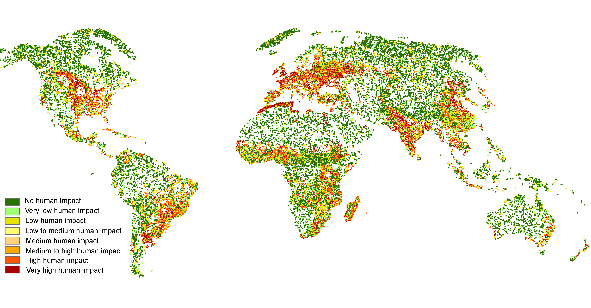 No human impact
Very low human impact
Low human impact
Low to medium human impact
Medium human impact
Medium to high human impact
High human impact
Very high human impact